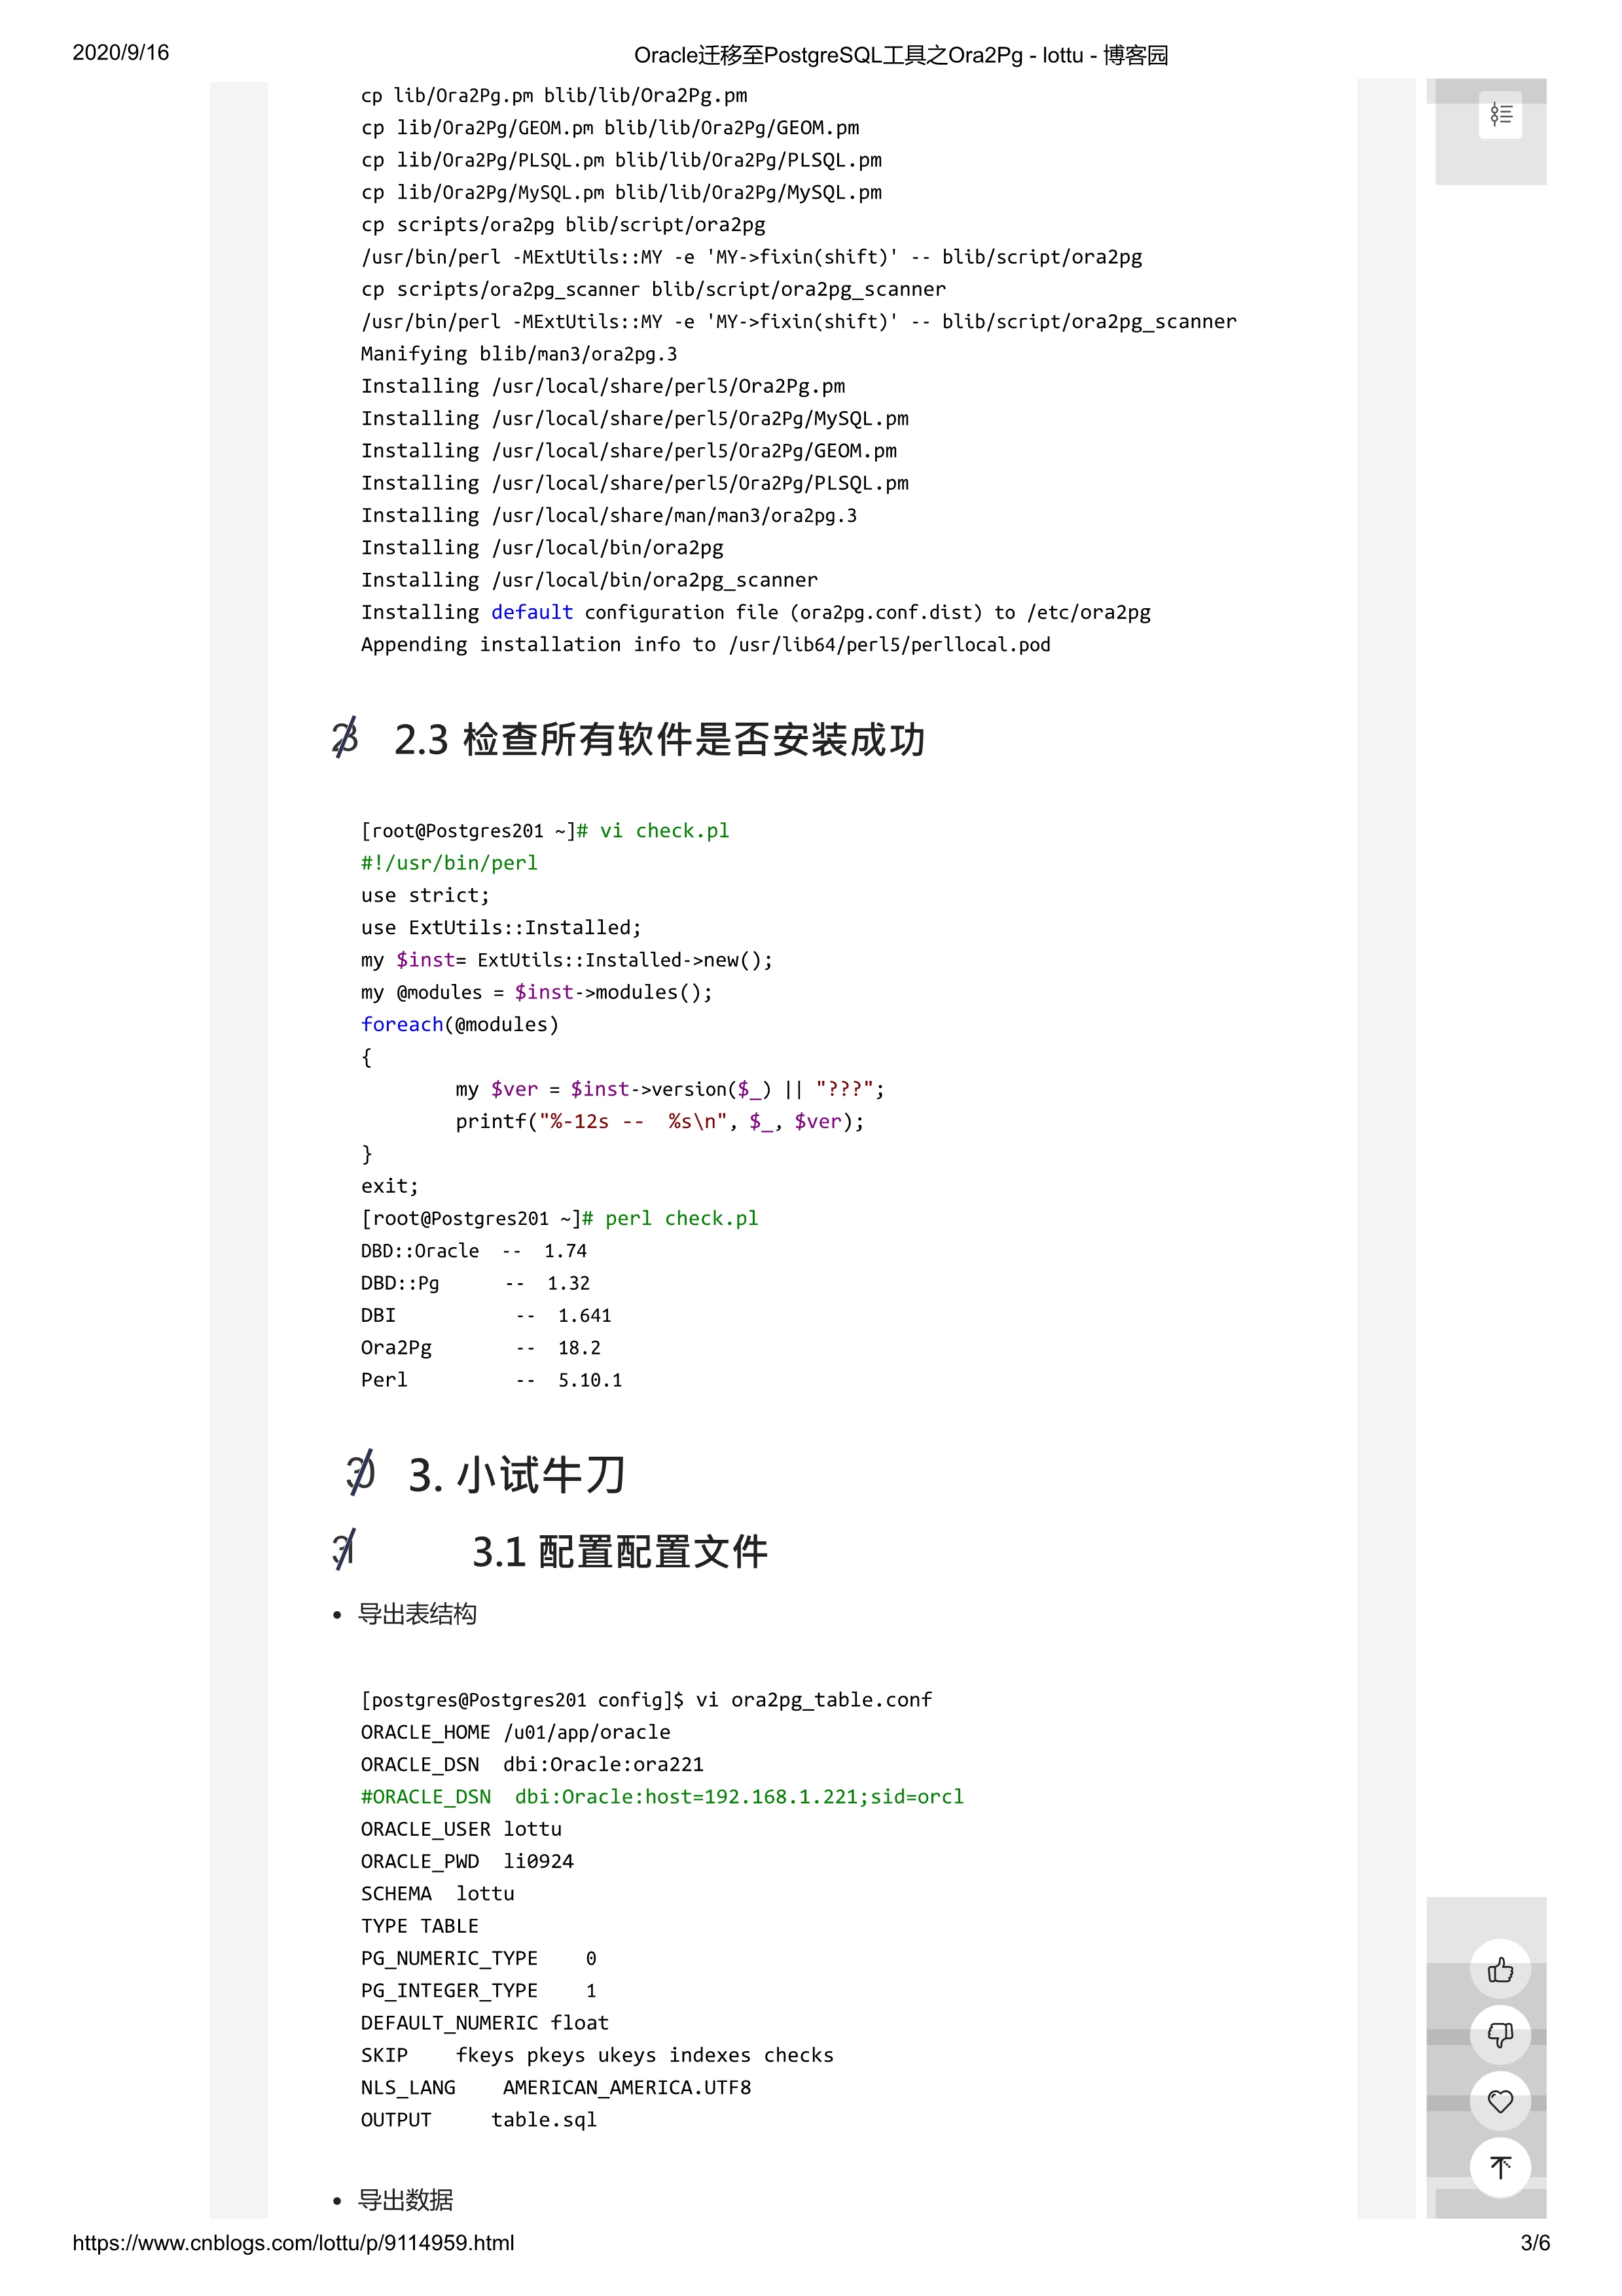 2020/9/16
Oracle迁移至PostgreSQL工具之Ora2Pg - lottu - 博客园
cp lib/Ora2Pg.pm blib/lib/Ora2Pg.pm
cp lib/Ora2Pg/GEOM.pm blib/lib/Ora2Pg/GEOM.pm
cp lib/Ora2Pg/PLSQL.pm blib/lib/Ora2Pg/PLSQL.pm
cp lib/Ora2Pg/MySQL.pm blib/lib/Ora2Pg/MySQL.pm
cp scripts/ora2pg blib/script/ora2pg
/usr/bin/perl -MExtUtils::MY -e 'MY->fixin(shift)' -- blib/script/ora2pg
cp scripts/ora2pg_scanner blib/script/ora2pg_scanner
/usr/bin/perl -MExtUtils::MY -e 'MY->fixin(shift)' -- blib/script/ora2pg_scanner
Manifying blib/man3/ora2pg.3
Installing /usr/local/share/perl5/Ora2Pg.pm
Installing /usr/local/share/perl5/Ora2Pg/MySQL.pm
Installing /usr/local/share/perl5/Ora2Pg/GEOM.pm
Installing /usr/local/share/perl5/Ora2Pg/PLSQL.pm
Installing /usr/local/share/man/man3/ora2pg.3
Installing /usr/local/bin/ora2pg
Installing /usr/local/bin/ora2pg_scanner
Installing default configuration file (ora2pg.conf.dist) to /etc/ora2pg
Appending installation info to /usr/lib64/perl5/perllocal.pod
2.3 检查所有软件是否安装成功
[root@Postgres201 ~]# vi check.pl
#!/usr/bin/perl
use strict;
use ExtUtils::Installed;
my $inst= ExtUtils::Installed->new();
my @modules = $inst->modules();
foreach(@modules)
{
        my $ver = $inst->version($_) || "???";
        printf("%-12s --  %s\n", $_, $ver);
}
exit;
[root@Postgres201 ~]# perl check.pl
DBD::Oracle  --  1.74
DBD::Pg      --  1.32
DBI          --  1.641
Ora2Pg       --  18.2
Perl         --  5.10.1
3. 小试牛刀
3.1 配置配置文件
• 导出表结构
[postgres@Postgres201 config]$ vi ora2pg_table.conf
ORACLE_HOME /u01/app/oracle
ORACLE_DSN  dbi:Oracle:ora221
#ORACLE_DSN  dbi:Oracle:host=192.168.1.221;sid=orcl
ORACLE_USER lottu
ORACLE_PWD  li0924
SCHEMA  lottu
TYPE TABLE
PG_NUMERIC_TYPE    0
PG_INTEGER_TYPE    1
DEFAULT_NUMERIC float
SKIP    fkeys pkeys ukeys indexes checks
NLS_LANG    AMERICAN_AMERICA.UTF8
OUTPUT     table.sql
• 导出数据
https://www.cnblogs.com/lottu/p/9114959.html
3/6